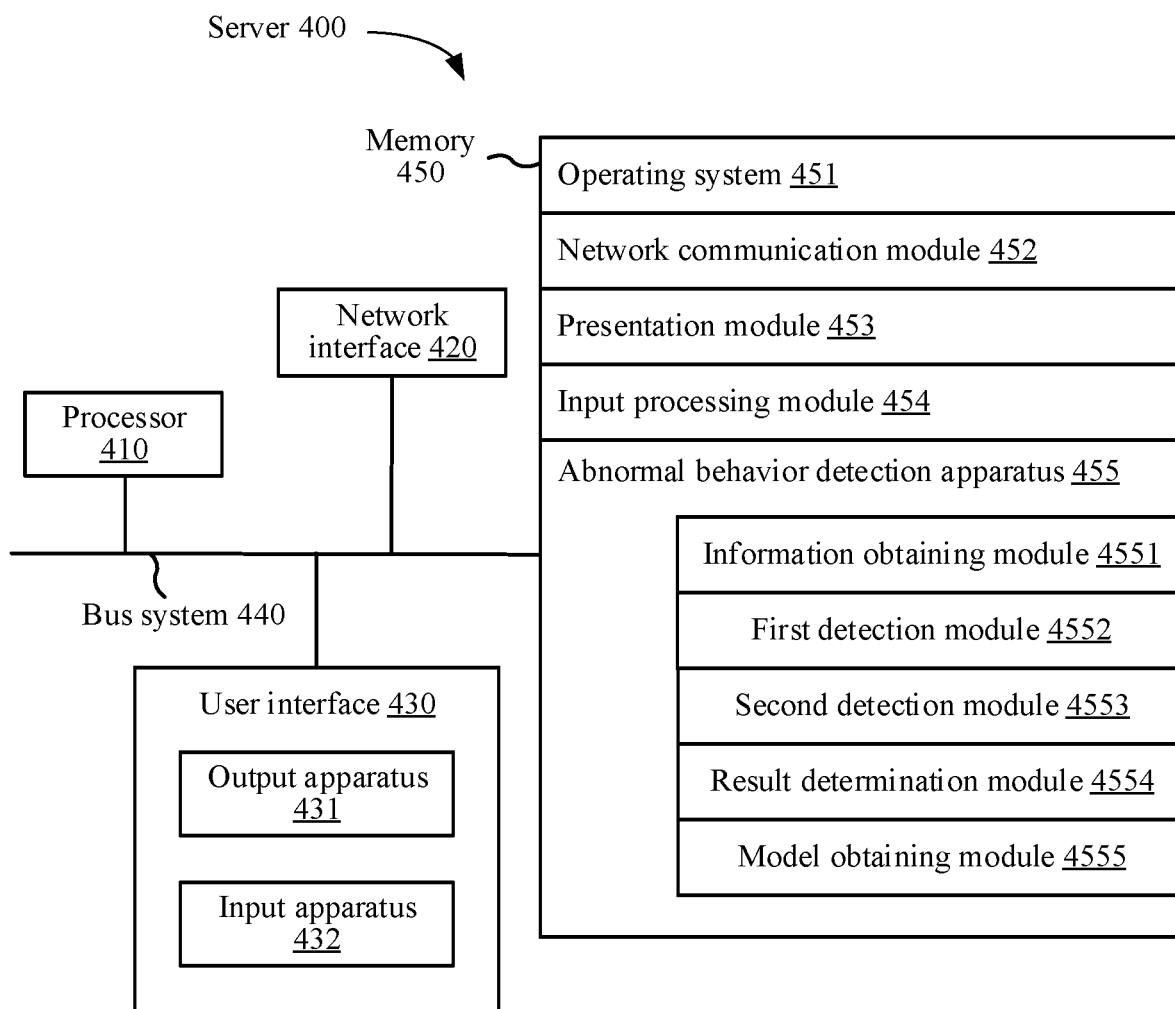 Server 400
Memory
450
Operating system 451
Network communication module 452
Presentation module 453
Input processing module 454
Abnormal behavior detection apparatus 455
Information obtaining module 4551
First detection module 4552
Second detection module 4553
Result determination module 4554
Model obtaining module 4555
Network
interface 420
Processor
410
Bus system 440
User interface 430
Output apparatus
431
Input apparatus
432